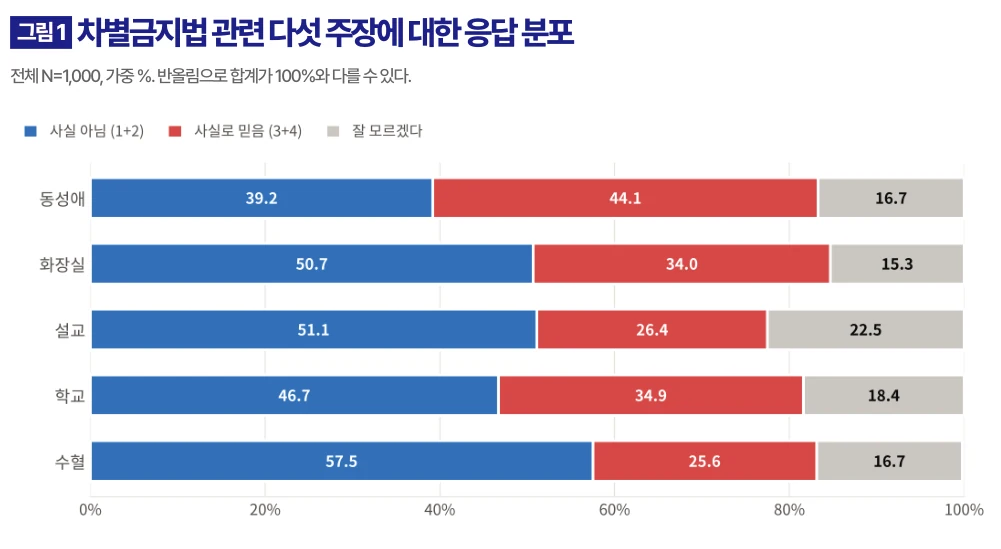 그림 1 차별금지법 관련 다섯 주장에 대한 응답 분포
전체 N=1,000, 가중 %. 반올림으로 합계가 100%와 다를 수 있다.
사실 아님 (1+2) 사실로 믿음 (3+4) 잘 모르겠다
동성애 39.2 44.1 16.7
화장실 50.7 34.0 15.3
설교 51.1 26.4 22.5
학교 46.7 34.9 18.4
수혈 57.5 25.6 16.7
0% 20% 40% 60% 80% 100%